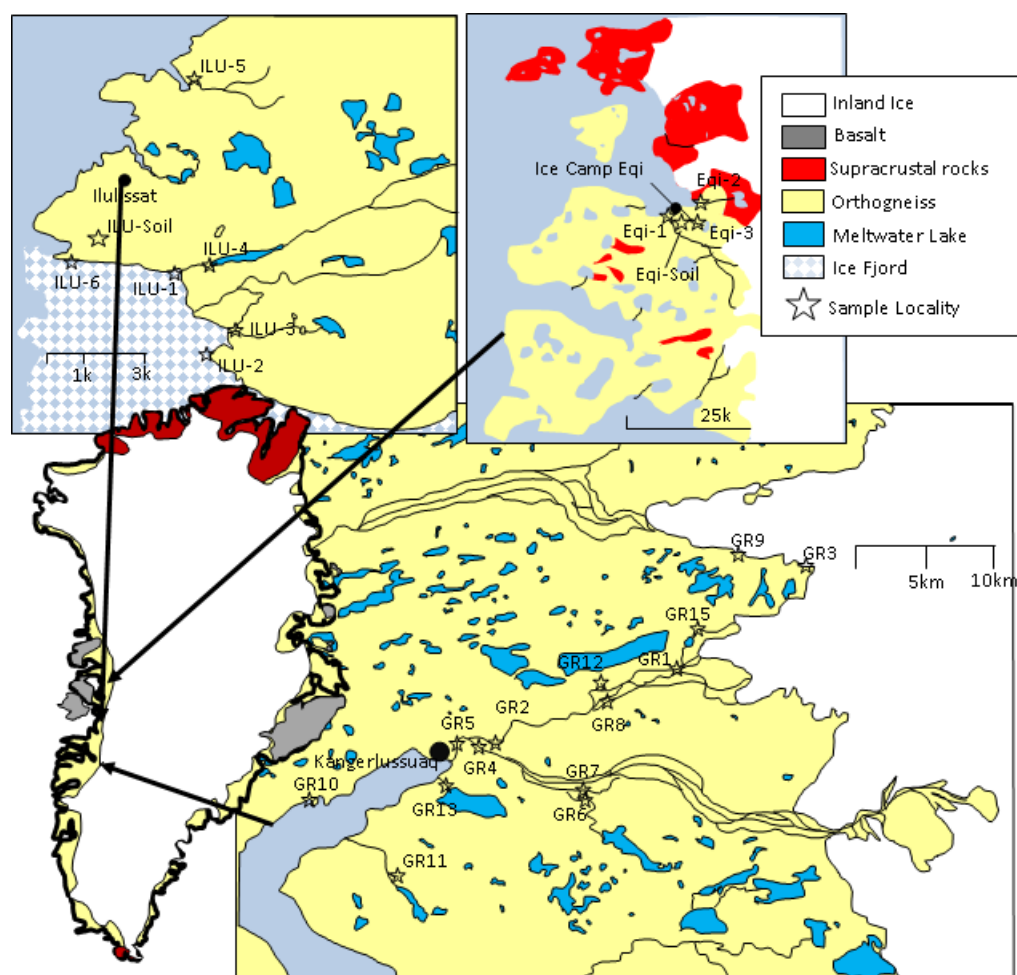 ILU-5
Ilulissat
ILU-Soil
ILU-4
ILU-6
ILU-1
ILU-3
ILU-2
1k
3k
Ice Camp Eqi
Eqi-2
Eqi-1
Eqi-3
Eqi-Soil
25k
Inland Ice
Basalt
Supracrustal rocks
Orthogneiss
Meltwater Lake
Ice Fjord
Sample Locality
GR9
GR3
5km
10km
GR15
GR12
GR1
GR2
GR8
GR5
Kangerlussuaq
GR4
GR7
GR10
GR13
GR6
GR11